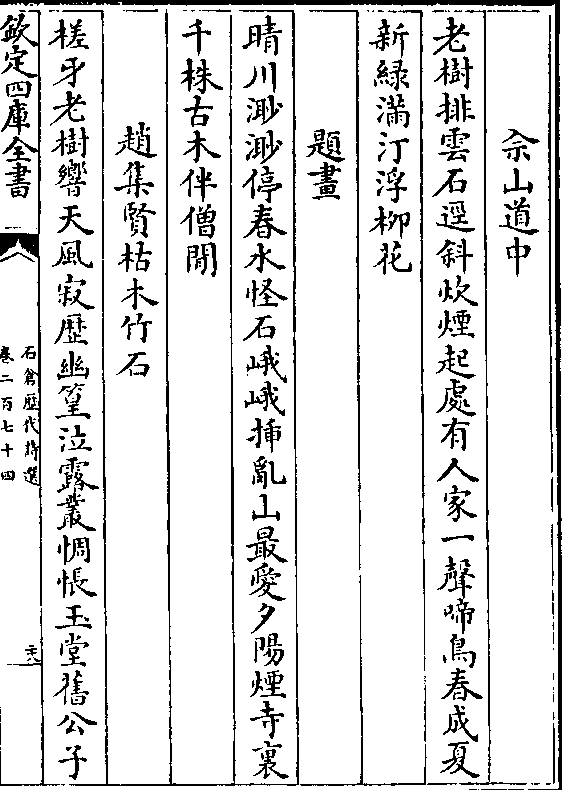 佘山道中
老樹排雲石逕斜炊煙起處有人家一聲啼鳥春成夏
新緑滿汀浮柳花
題畫
晴川渺渺停春水怪石峨峨挿亂山最愛夕陽煙寺裏
千株古木伴僧閒
趙集賢枯木竹石
槎牙老樹響天風寂歴幽篁泣露叢惆悵玉堂舊公子
欽定四庫全書
石倉歴代詩選
卷二百七十四